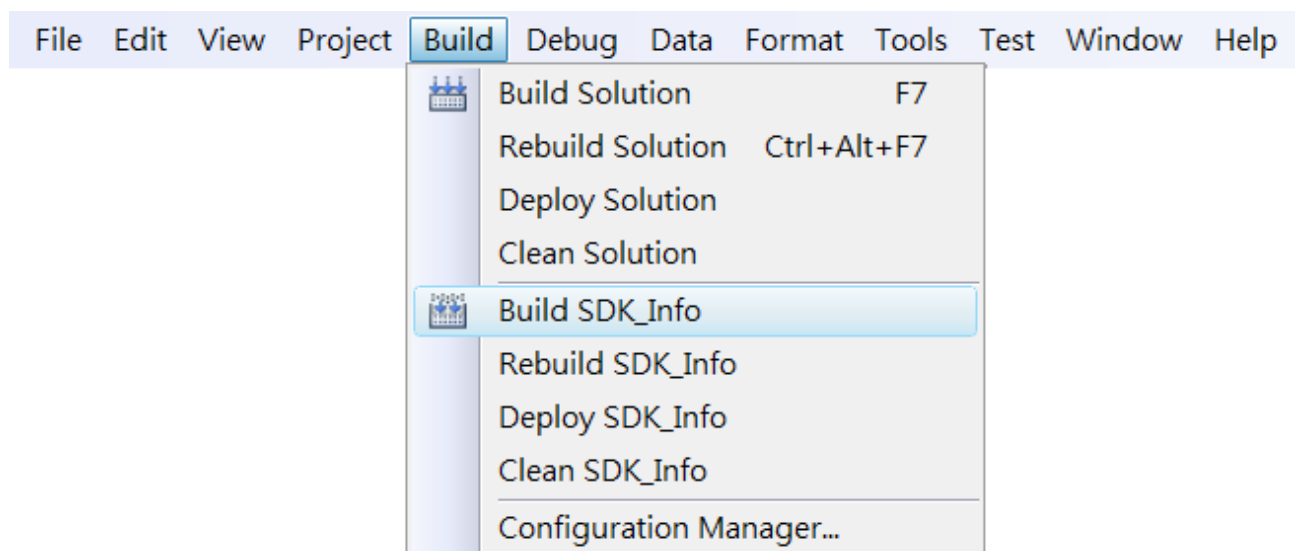 File Edit View Project Build Debug Data Format Tools Test Window Help
Build Solution F7
Rebuild Solution Ctrl+Alt+F7
Deploy Solution
Clean Solution
Build SDK_Info
Rebuild SDK_Info
Deploy SDK_Info
Clean SDK_Info
Configuration Manager...